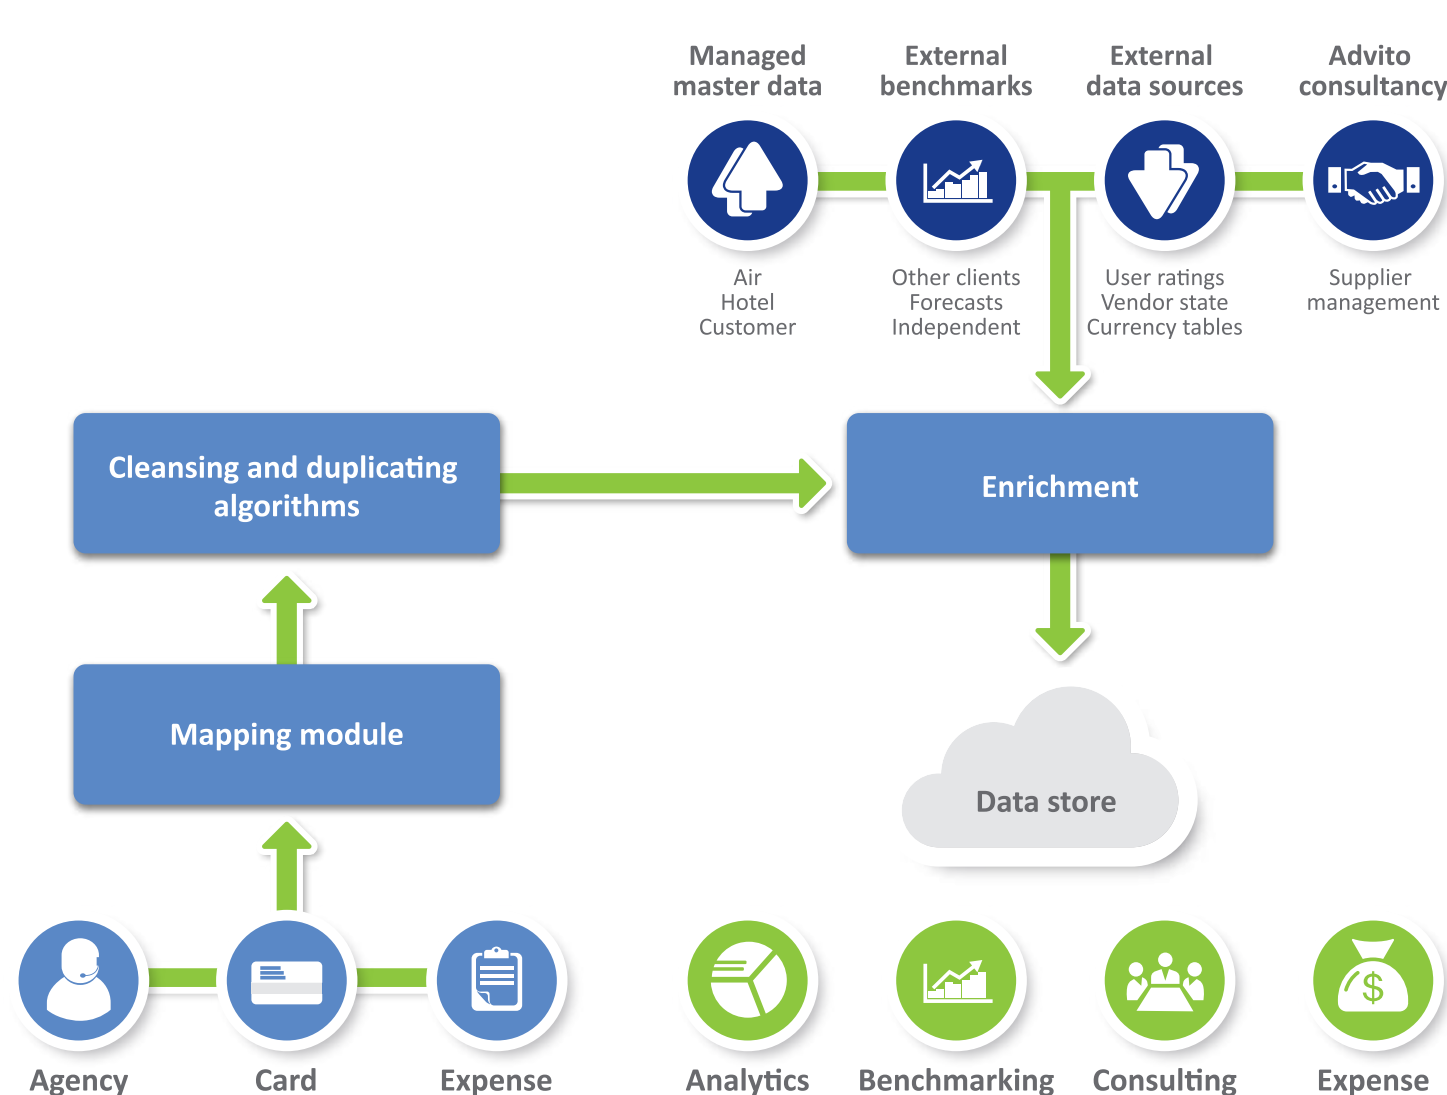 Managed
master data
External
benchmarks
External
data sources
Advito
consultancy
Air
Hotel
Customer
Other clients
Forecasts
Independent
User ratings
Vendor state
Currency tables
Supplier
management
Cleansing and duplicating
algorithms
Enrichment
Mapping module
Data store
$
Agency
Card
Expense
Analytics
Benchmarking
Consulting
Expense